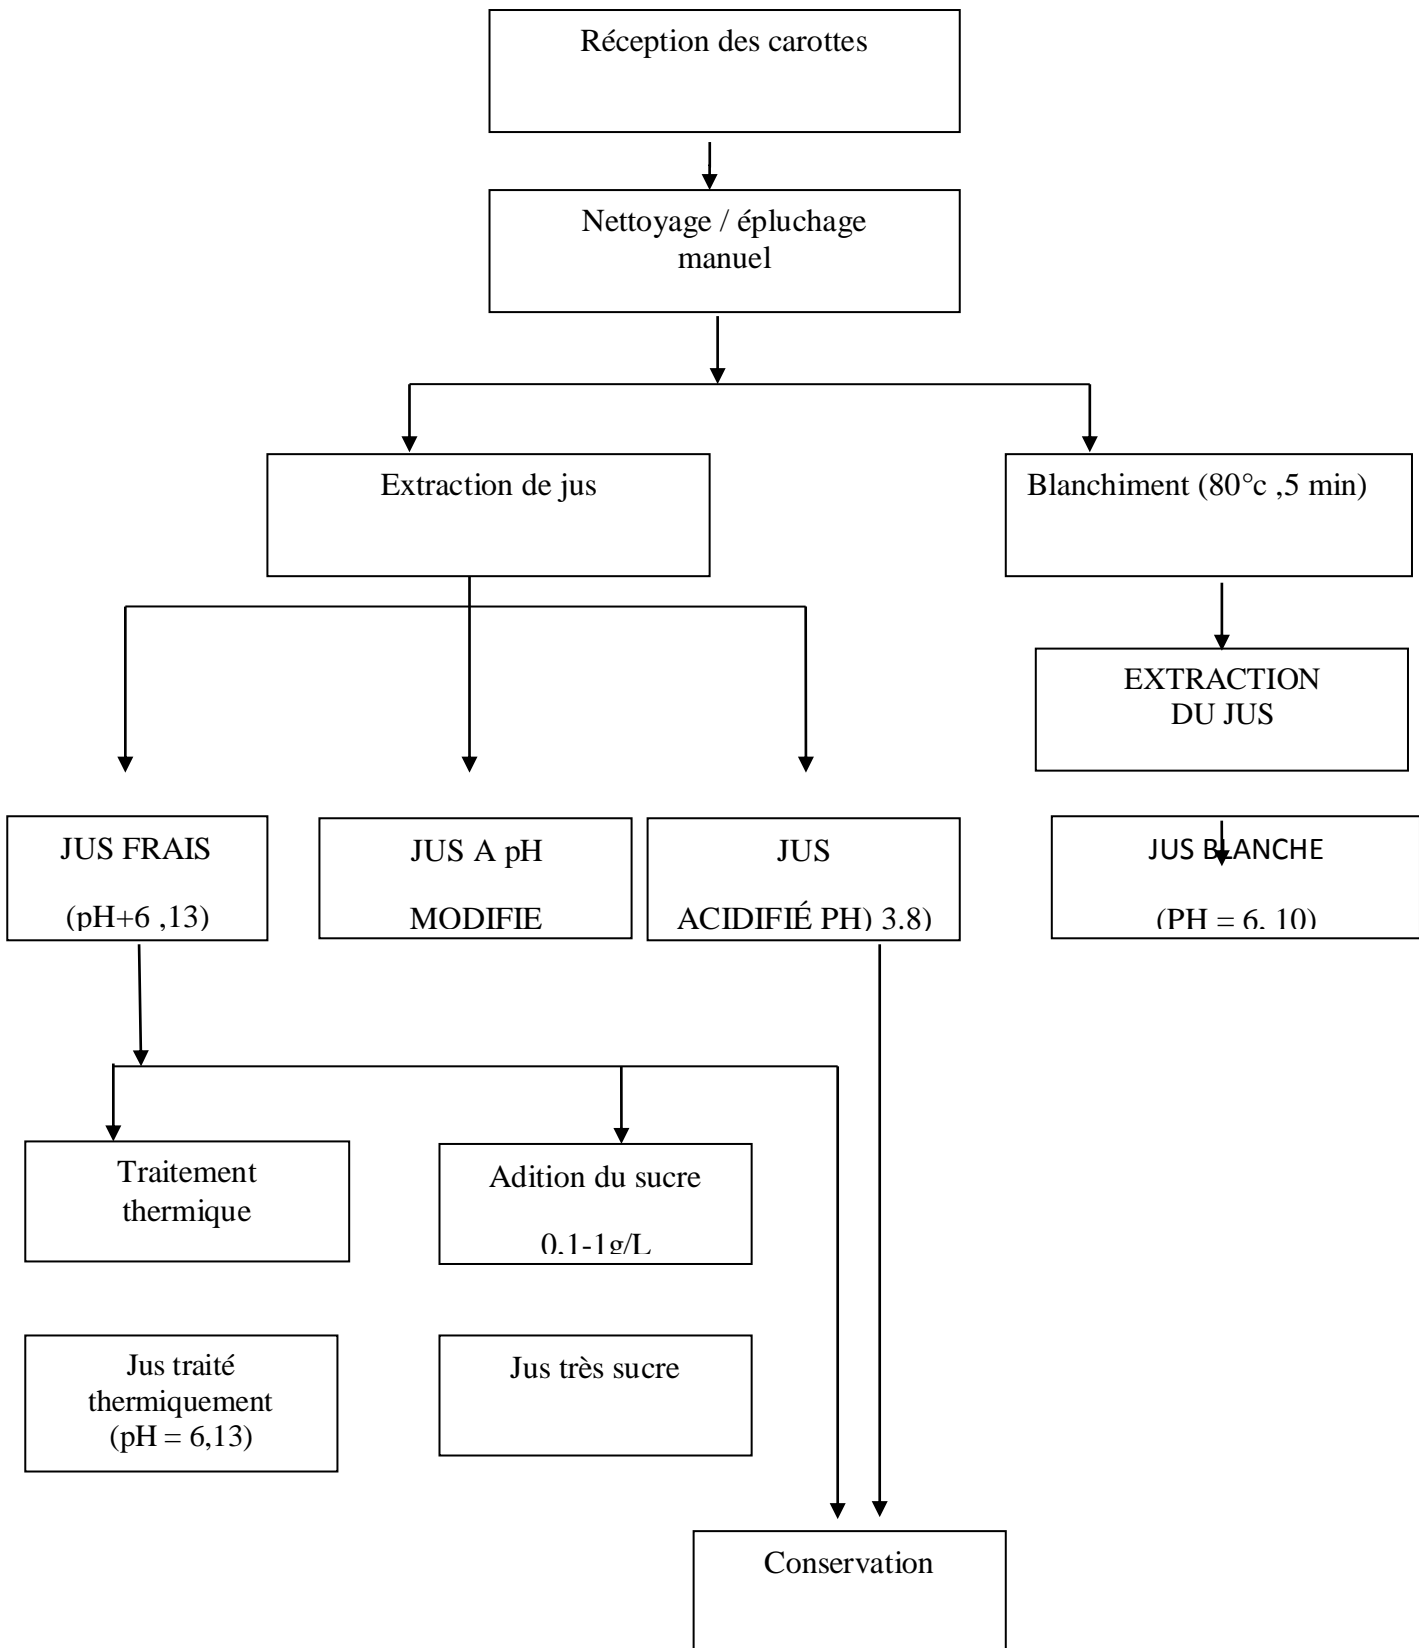 Réception des carottes
Nettoyage / épluchage
manuel
Extraction de jus
Blanchiment (80°c ,5 min)
EXTRACTION
DU JUS
JUS FRAIS
(pH+6 ,13)
JUS A pH
MODIFIE
JUS
ACIDIFIÉ PH) 3.8)
JUS BLANCHE
(PH = 6, 10)
Traitement
thermique
Adition du sucre
0,1-1g/L
Jus traité
thermiquement
(pH = 6,13)
Jus très sucre
Conservation